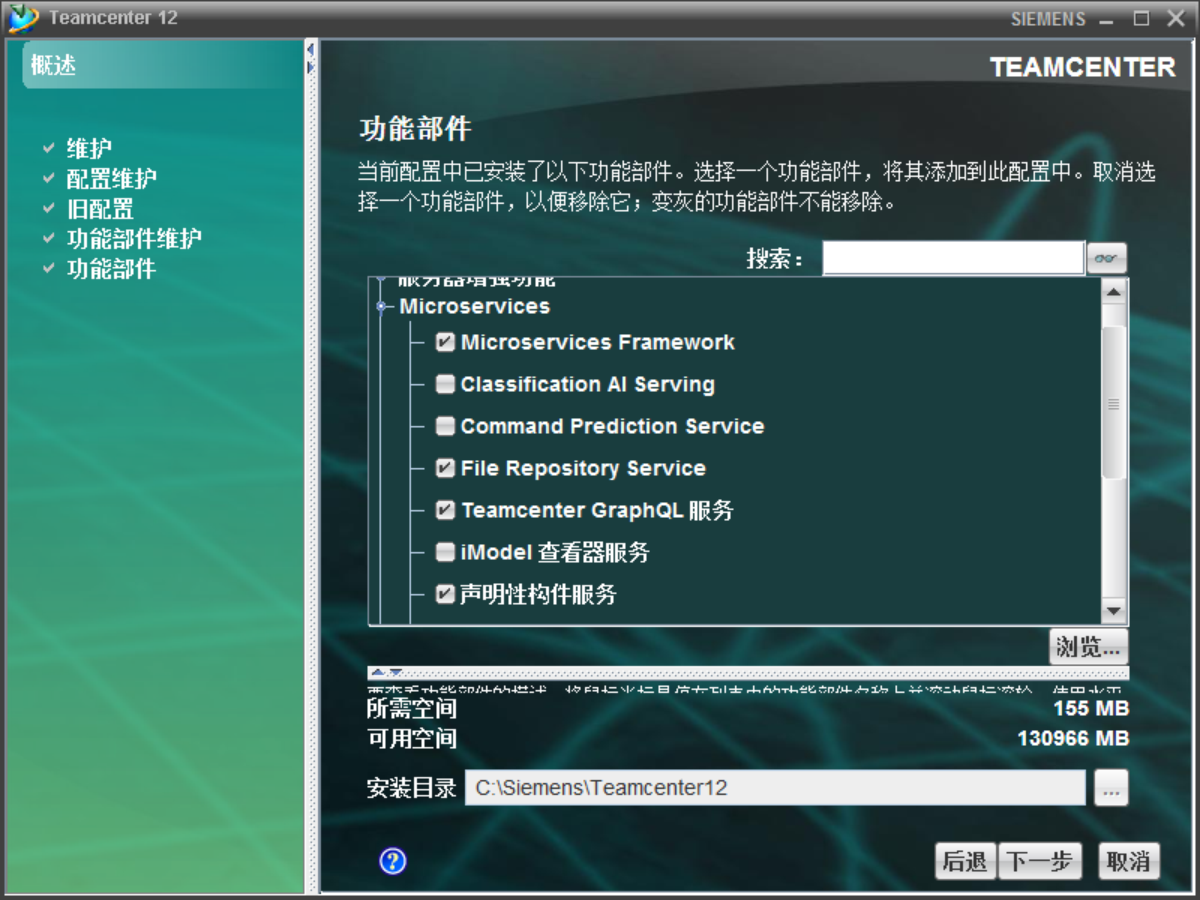 Teamcenter 12
SIEMENS
概述
TEAMCENTER
维护
配置维护
旧配置
功能部件维护
功能部件
功能部件
当前配置中已安装了以下功能部件。选择一个功能部件，将其添加到此配置中。取消选
择一个功能部件，以便移除它；变灰的功能部件不能移除。
搜索：
服务器增强功能
Microservices
Microservices Framework
Classification AI Serving
Command Prediction Service
File Repository Service
Teamcenter GraphQL 服务
iModel 查看器服务
声明性构件服务
浏览...
所需空间 155 MB
可用空间 130966 MB
安装目录 C:\Siemens\Teamcenter12 ...
后退 下一步 取消